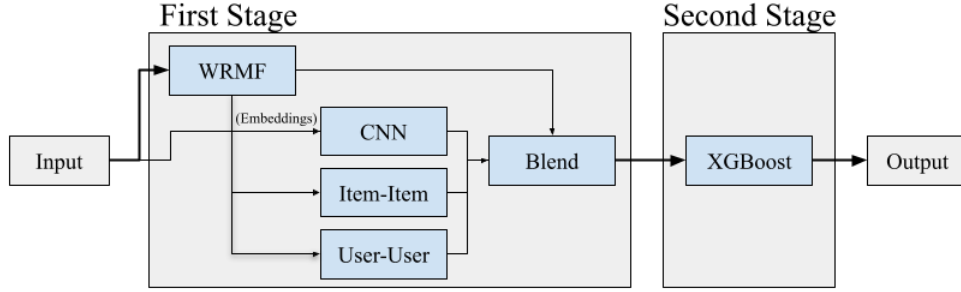 First Stage
Second Stage
WRMF
(Embeddings)
CNN
Input
Blend
XGBoost
Output
Item-Item
User-User